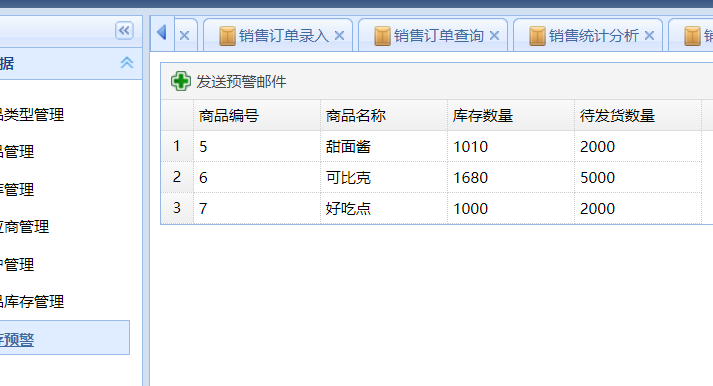 销售订单录入 销售订单查询 销售统计分析 销
据
品类型管理
品管理
库管理
应商管理
户管理
品库存管理
存预警
发送预警邮件
商品编号 商品名称 库存数量 待发货数量
1 5 甜面酱 1010 2000
2 6 可比克 1680 5000
3 7 好吃点 1000 2000